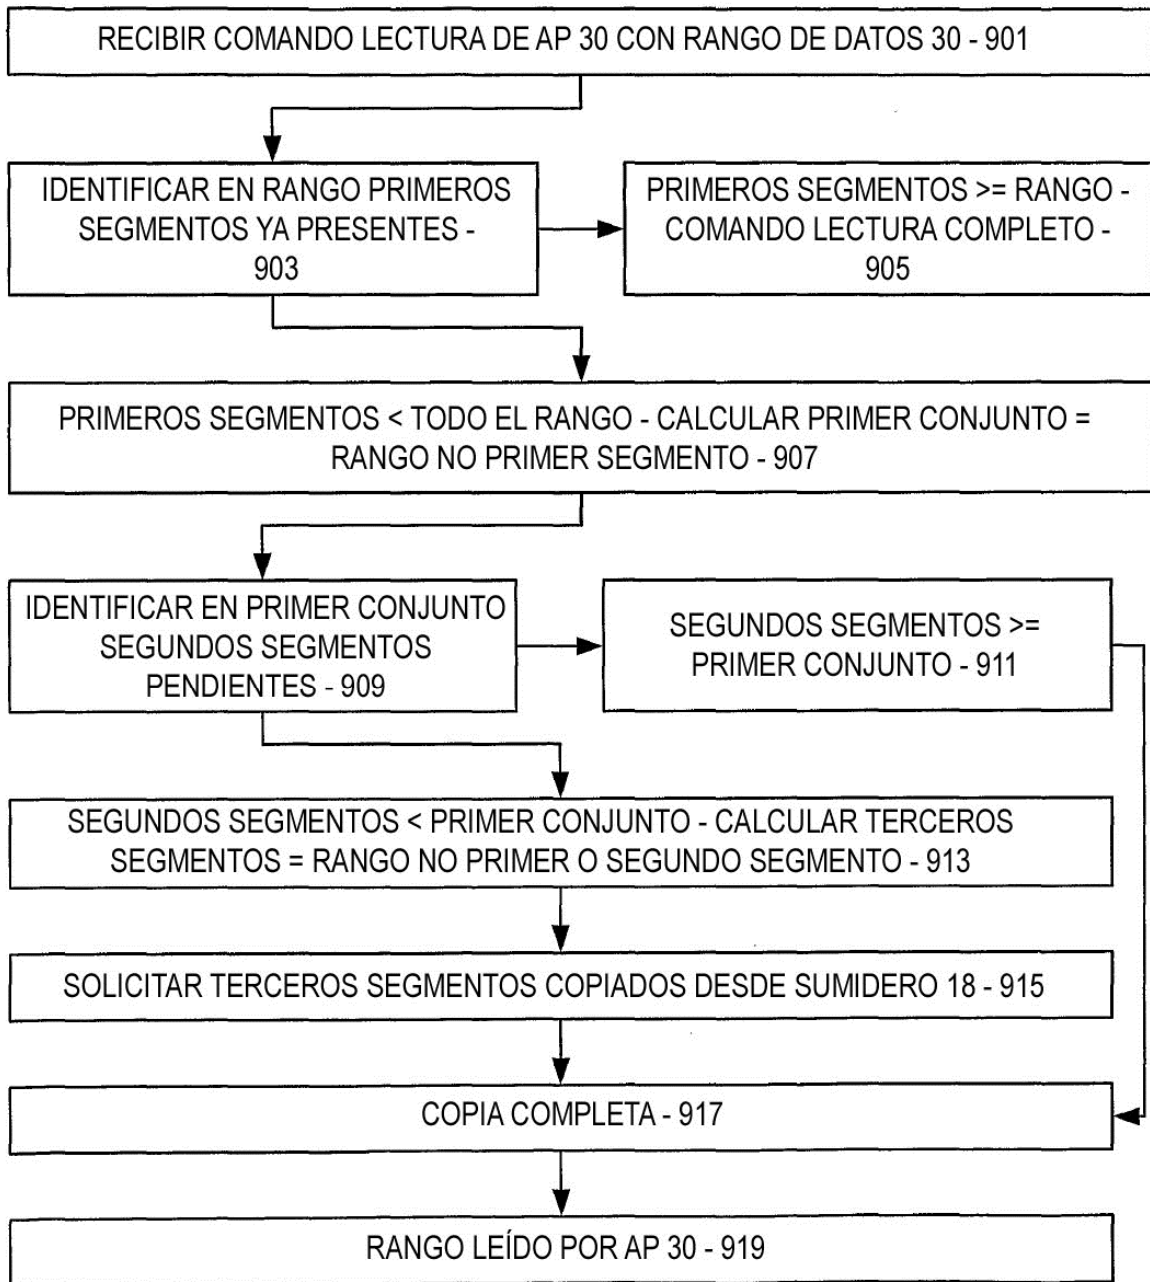 RECIBIR COMANDO LECTURA DE AP 30 CON RANGO DE DATOS 30 - 901
IDENTIFICAR EN RANGO PRIMEROS
SEGMENTOS YA PRESENTES -
903
PRIMEROS SEGMENTOS >= RANGO -
COMANDO LECTURA COMPLETO -
905
PRIMEROS SEGMENTOS < TODO EL RANGO - CALCULAR PRIMER CONJUNTO =
RANGO NO PRIMER SEGMENTO - 907
IDENTIFICAR EN PRIMER CONJUNTO
SEGUNDOS SEGMENTOS
PENDIENTES - 909
SEGUNDOS SEGMENTOS >=
PRIMER CONJUNTO - 911
SEGUNDOS SEGMENTOS < PRIMER CONJUNTO - CALCULAR TERCEROS
SEGMENTOS = RANGO NO PRIMER O SEGUNDO SEGMENTO - 913
SOLICITAR TERCEROS SEGMENTOS COPIADOS DESDE SUMIDERO 18 - 915
COPIA COMPLETA - 917
RANGO LEÍDO POR AP 30 - 919